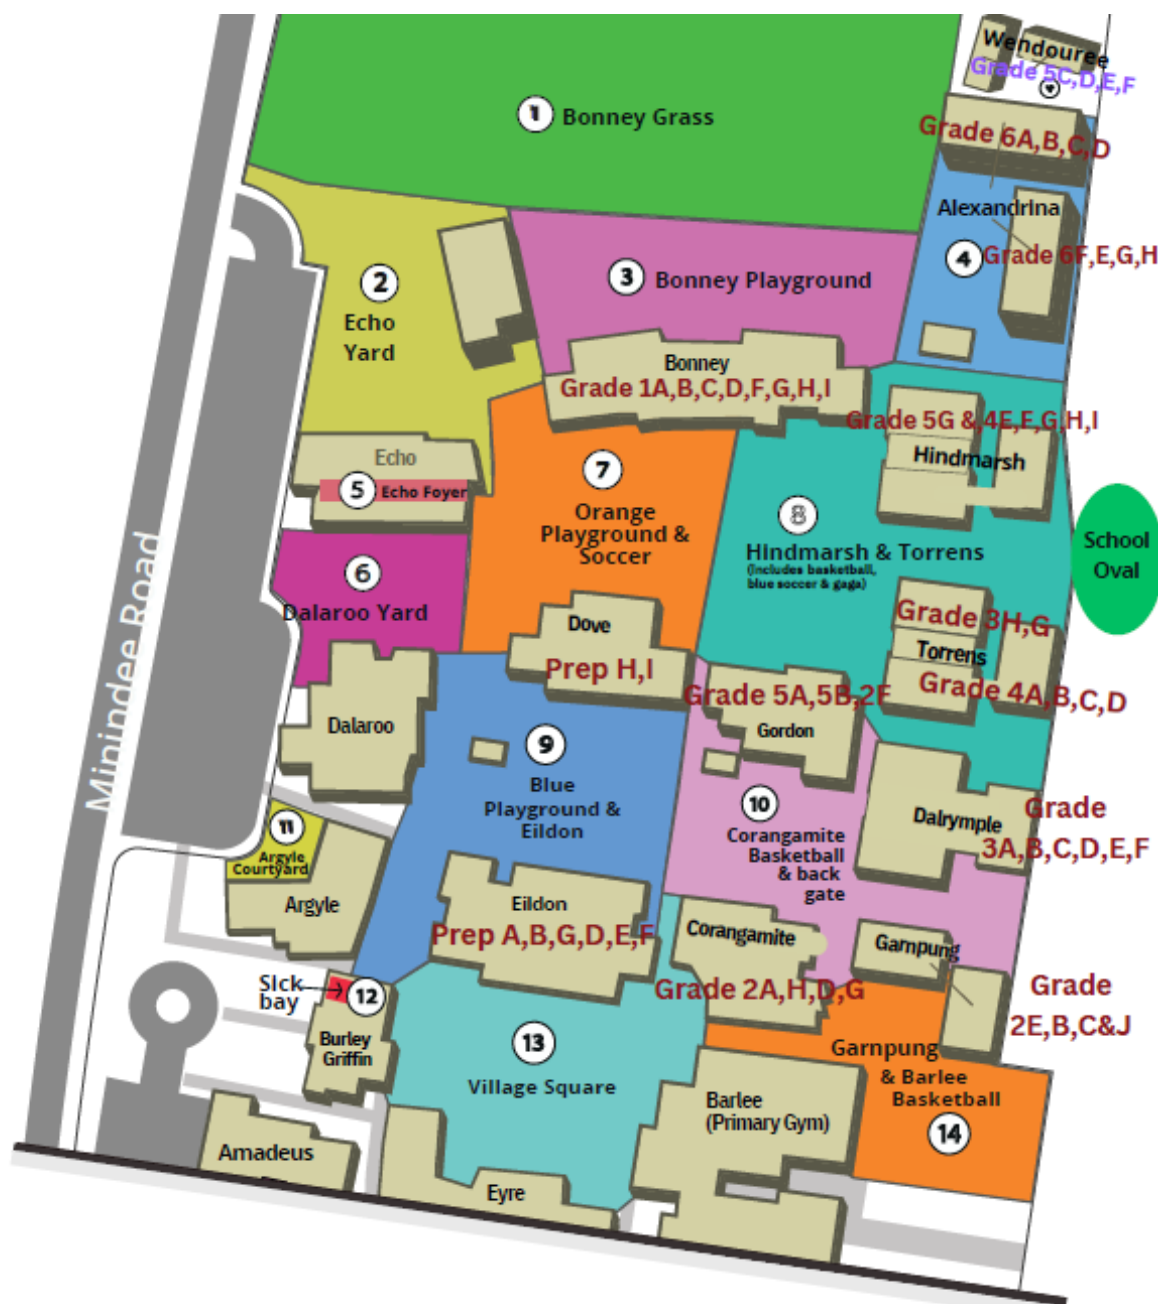 Wendouree
Grade 5C,D,E,F
1 Bonney Grass
Grade 6A,B,C,D
Alexandrina
4
Grade 6F,E,G,H
2
Echo
Yard
3 Bonney Playground
Bonney
Grade 1A,B,C,D,F,G,H,I
Grade 5G & 4E,F,G,H,I
Hindmarsh
Echo
5 Echo Foyer
7
Orange
Playground &
Soccer
8
Hindmarsh & Torrens
(Includes basketball,
blue soccer & gaga)
School
Oval
6
Dalaroo Yard
Minindee Road
Dove
Prep H,I
Grade 3H,G
Torrens
Grade 4A,B,C,D
Grade 5A,5B,2F
Gordon
Dalaroo
9
Blue
Playground &
Eildon
10
Corangamite
Basketball
& back
gate
Dalrymple
Grade
3A,B,C,D,E,F
11
Argyle
Courtyard
Argyle
Eildon
Prep A,B,G,D,E,F
Corangamite
Grade 2A,H,D,G
Garnpung
Grade
2E,B,C&J
Sick
bay
12
Burley
Griffin
13
Village Square
Garnpung
& Barlee
Basketball
14
Barlee
(Primary Gym)
Amadeus
Eyre